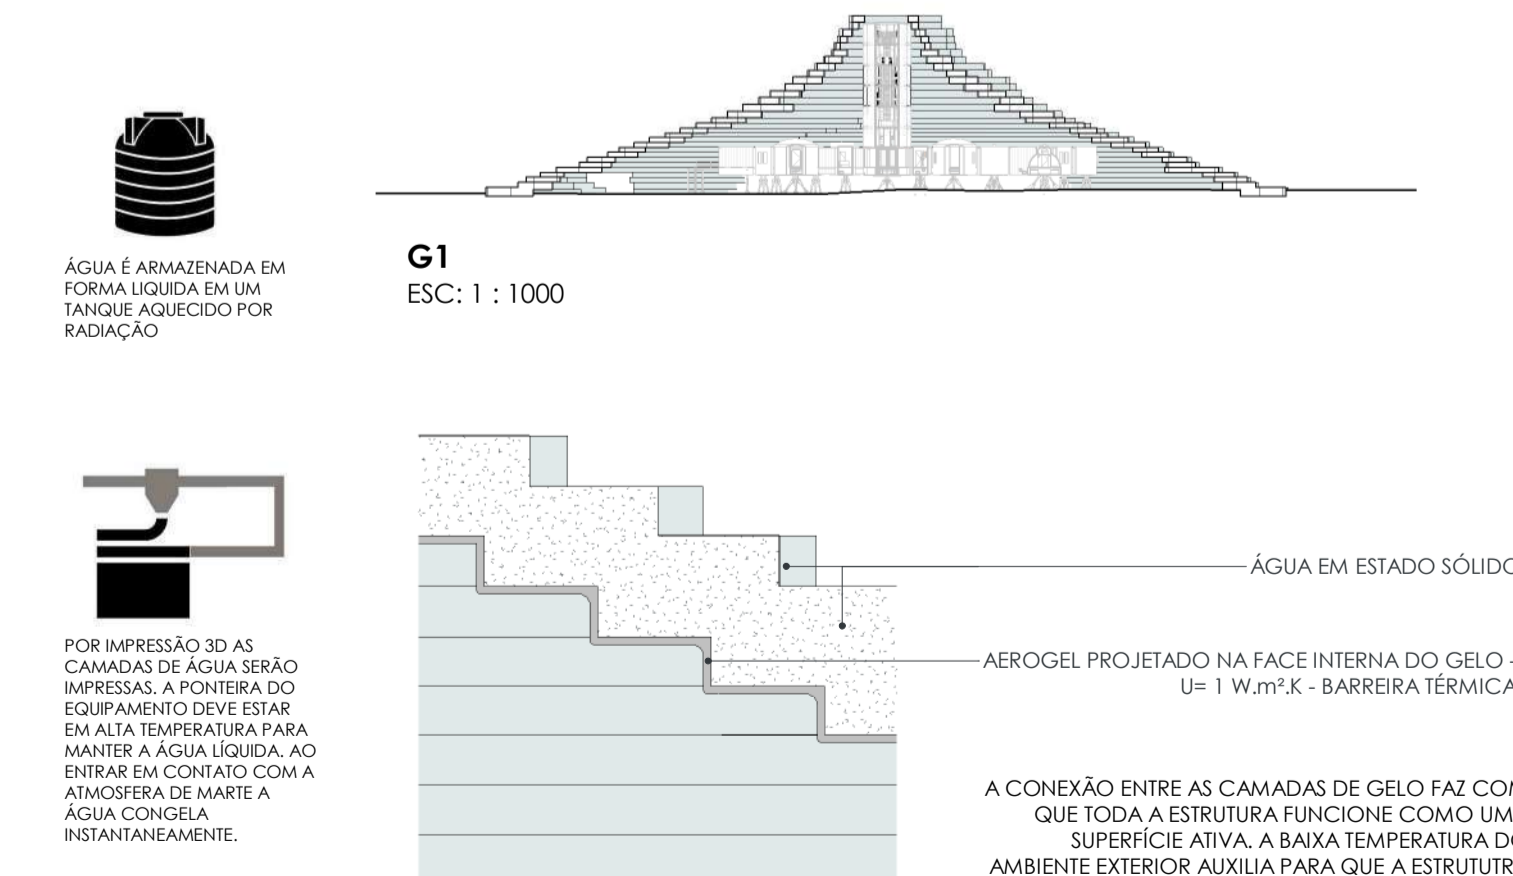 ÁGUA É ARMAZENADA EM
FORMA LIQUIDA EM UM
TANQUE AQUECIDO POR
RADIAÇÃO
G1
ESC: 1 : 1000
POR IMPRESSÃO 3D AS
CAMADAS DE ÁGUA SERÃO
IMPRESSAS. A PONTEIRA DO
EQUIPAMENTO DEVE ESTAR
EM ALTA TEMPERATURA PARA
MANTER A ÁGUA LÍQUIDA. AO
ENTRAR EM CONTATO COM A
ATMOSFERA DE MARTE A
ÁGUA CONGELA
INSTANTANEAMENTE.
ÁGUA EM ESTADO SÓLIDO
AEROGEL PROJETADO NA FACE INTERNA DO GELO -
U= 1 W.m².K - BARREIRA TÉRMICA
A CONEXÃO ENTRE AS CAMADAS DE GELO FAZ COM
QUE TODA A ESTRUTURA FUNCIONE COMO UM
SUPERFÍCIE ATIVA. A BAIXA TEMPERATURA DO
AMBIENTE EXTERIOR AUXILIA PARA QUE A ESTRUTUTR